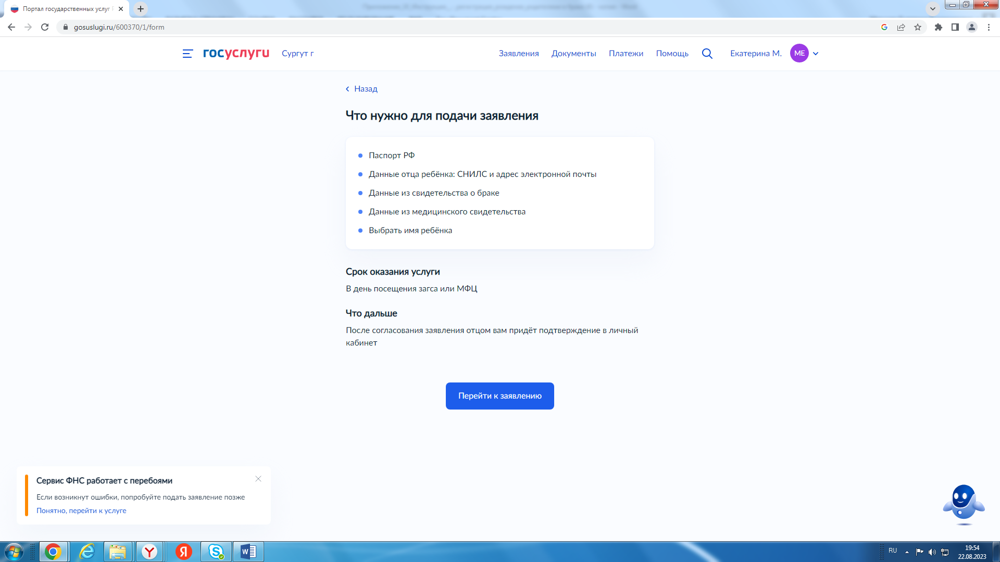 Портал государственных услуг Р
gosuslugi.ru/600370/1/form
госуслуги
Сургут г
Заявления
Документы
Платежи
Помощь
Екатерина М.
МЕ
Назад
Что нужно для подачи заявления
Паспорт РФ
Данные отца ребёнка: СНИЛС и адрес электронной почты
Данные из свидетельства о браке
Данные из медицинского свидетельства
Выбрать имя ребёнка
Срок оказания услуги
В день посещения загса или МФЦ
Что дальше
После согласования заявления отцом вам придёт подтверждение в личный
кабинет
Перейти к заявлению
Сервис ФНС работает с перебоями
Если возникнут ошибки, попробуйте подать заявление позже
Понятно, перейти к услуге
RU
19:54
22.08.2023